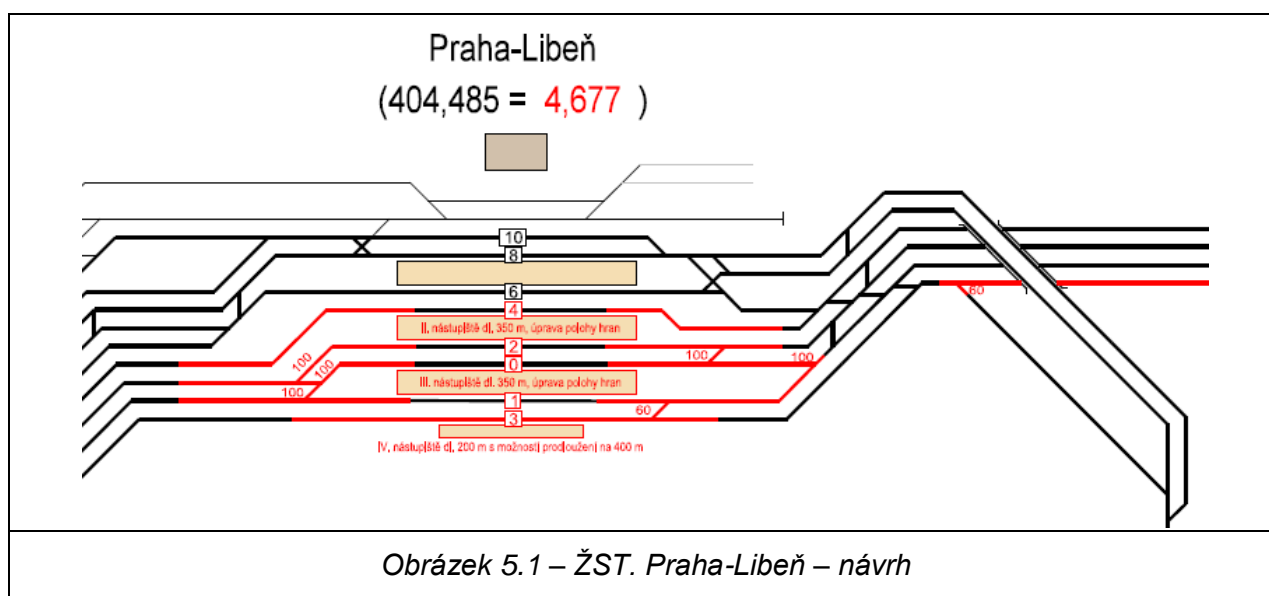 Praha-Libeň
(404,485 = 4,677 )
10
8
6
4
II. nástupiště dl. 350 m, úprava polohy hran
2
100
100
100
0
100
100
III. nástupiště dl. 350 m, úprava polohy hran
1
60
3
60
IV. nástupiště dl. 200 m s možností prodloužení na 400 m
Obrázek 5.1 – ŽST. Praha-Libeň – návrh